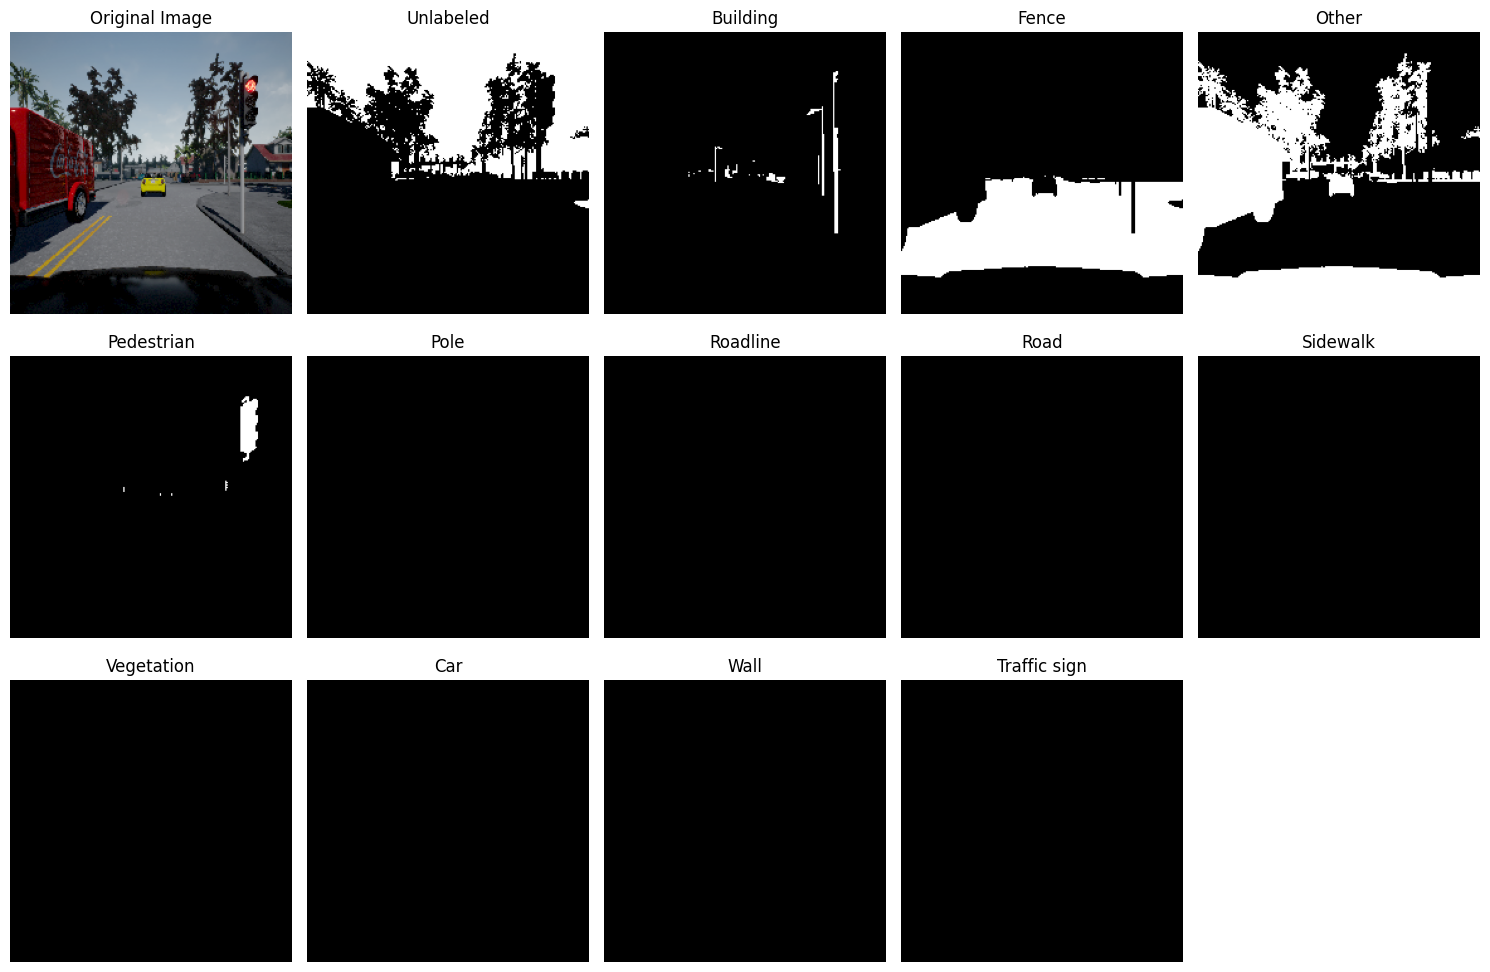 Original Image
Unlabeled
Building
Fence
Other
Pedestrian
Pole
Roadline
Road
Sidewalk
Vegetation
Car
Wall
Traffic sign